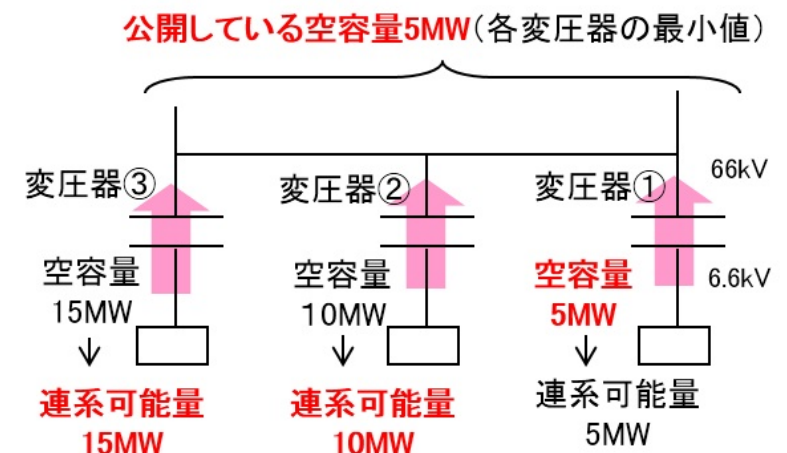 公開している空容量5MW(各変圧器の最小値)
変圧器③
変圧器②
変圧器①
66kV
空容量
15MW
空容量
10MW
空容量
5MW
6.6kV
連系可能量
15MW
連系可能量
10MW
連系可能量
5MW